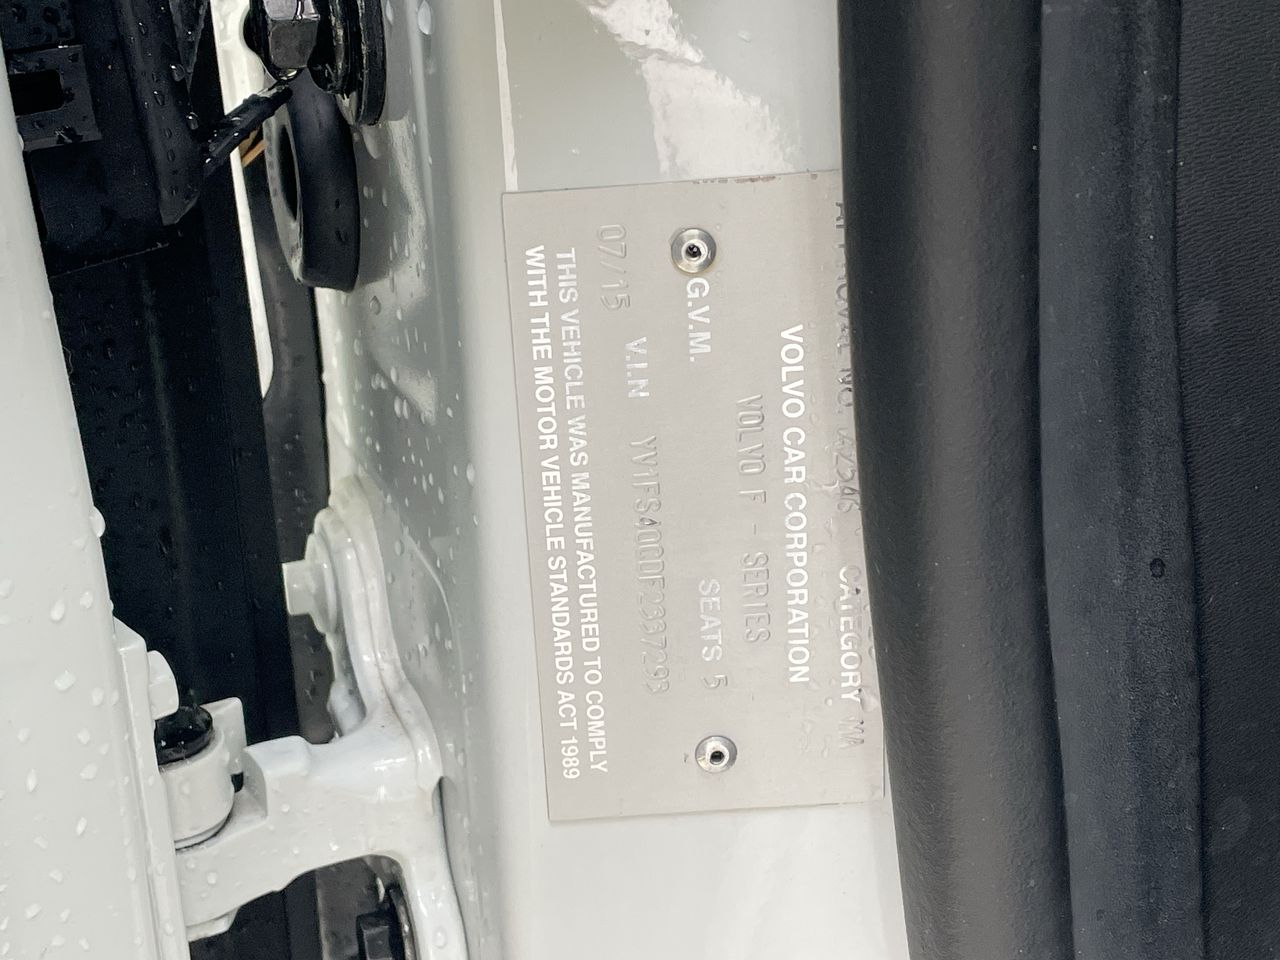 CATEGORY MA
VOLVO CAR CORPORATION
VOLVO F - SERIES
G.V.M. SEATS 5
V.I.N
07/15
THIS VEHICLE WAS MANUFACTURED TO COMPLY
WITH THE MOTOR VEHICLE STANDARDS ACT 1989